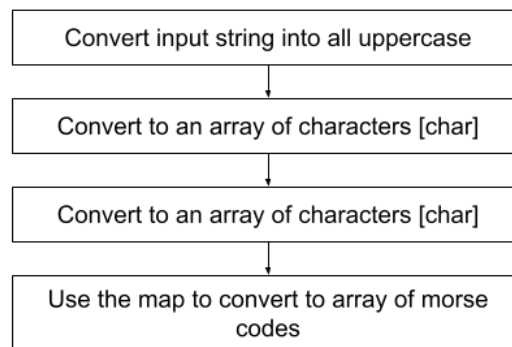 Convert input string into all uppercase
Convert to an array of characters [char]
Convert to an array of characters [char]
Use the map to convert to array of morse
codes